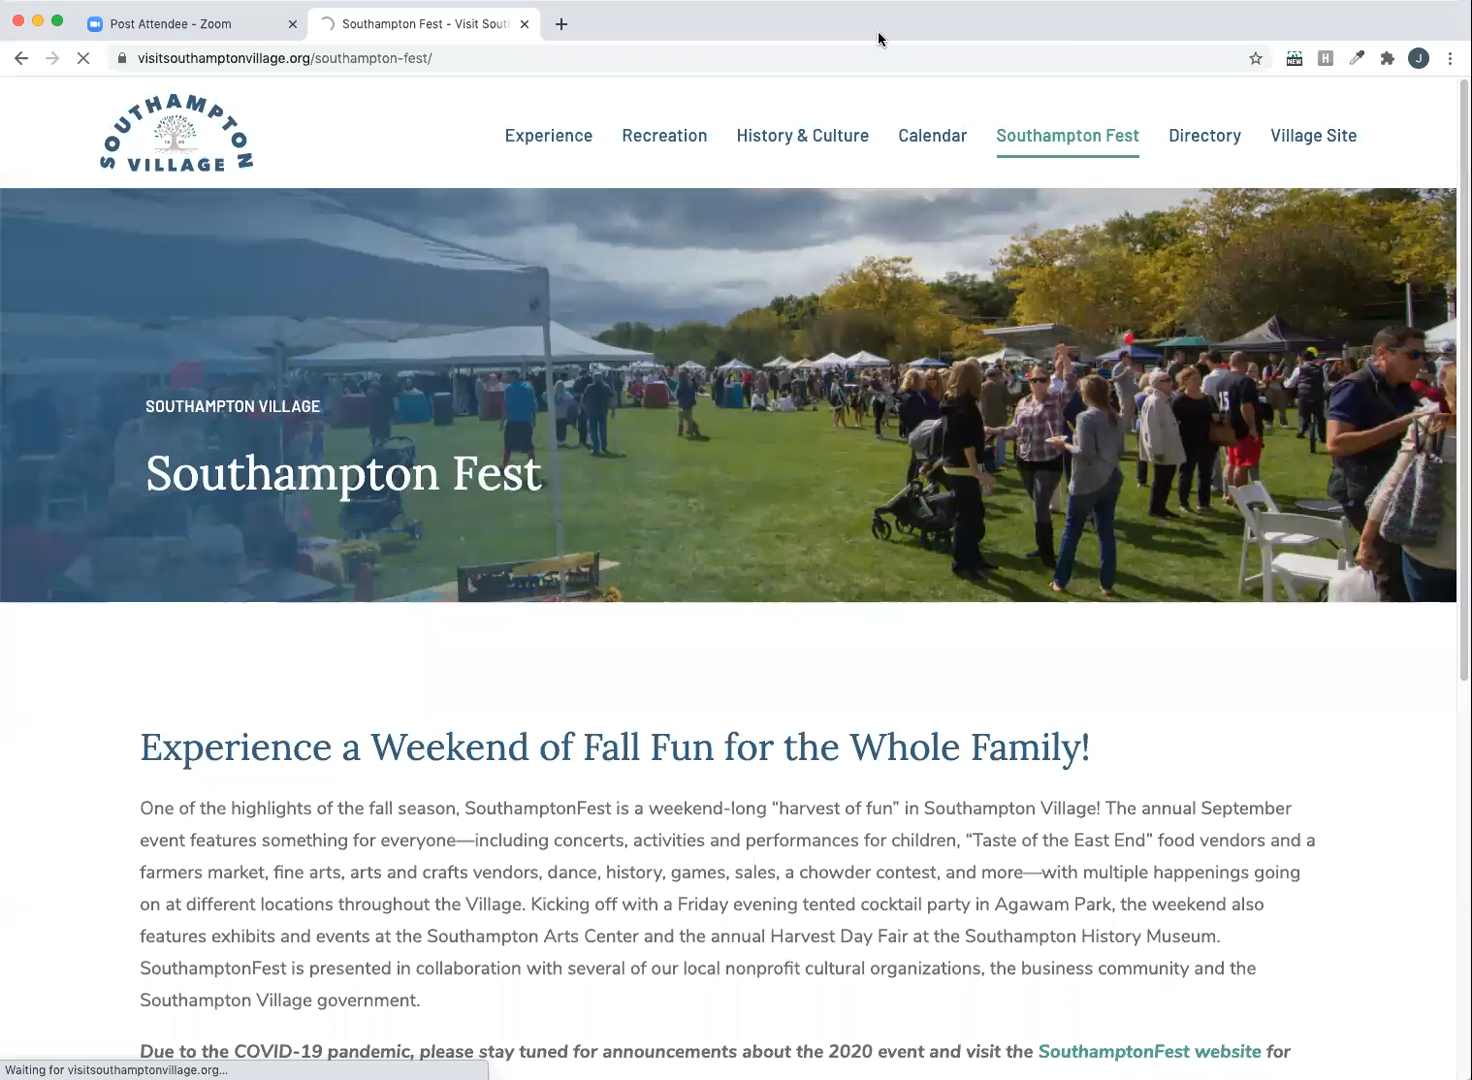 Post Attendee - Zoom
Southampton Fest - Visit Sout
visitsouthamptonvillage.org/southampton-fest/
NEW
H
J
SOUTHAMPTON
VILLAGE
Experience
Recreation
History & Culture
Calendar
Southampton Fest
Directory
Village Site
15
SOUTHAMPTON VILLAGE
Southampton Fest
Experience a Weekend of Fall Fun for the Whole Family!
One of the highlights of the fall season, SouthamptonFest is a weekend-long “harvest of fun” in Southampton Village! The annual September
event features something for everyone—including concerts, activities and performances for children, “Taste of the East End” food vendors and a
farmers market, fine arts, arts and crafts vendors, dance, history, games, sales, a chowder contest, and more—with multiple happenings going
on at different locations throughout the Village. Kicking off with a Friday evening tented cocktail party in Agawam Park, the weekend also
features exhibits and events at the Southampton Arts Center and the annual Harvest Day Fair at the Southampton History Museum.
SouthamptonFest is presented in collaboration with several of our local nonprofit cultural organizations, the business community and the
Southampton Village government.
Due to the COVID-19 pandemic, please stay tuned for announcements about the 2020 event and visit the SouthamptonFest website for
Waiting for visitsouthamptonvillage.org...